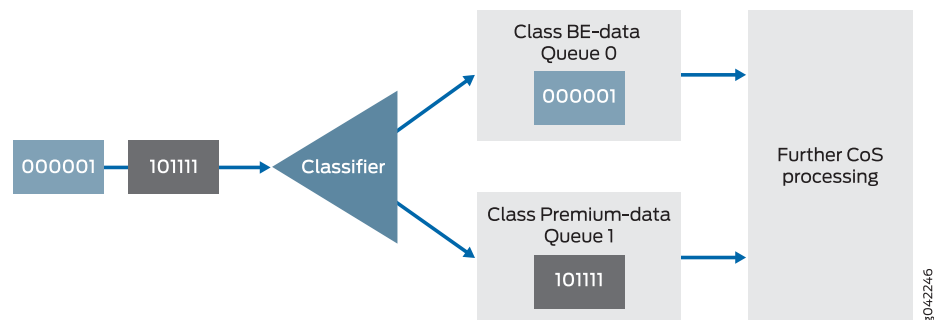 000001
101111
Classifier
Class BE-data
Queue 0
000001
Class Premium-data
Queue 1
101111
Further CoS
processing
g042246